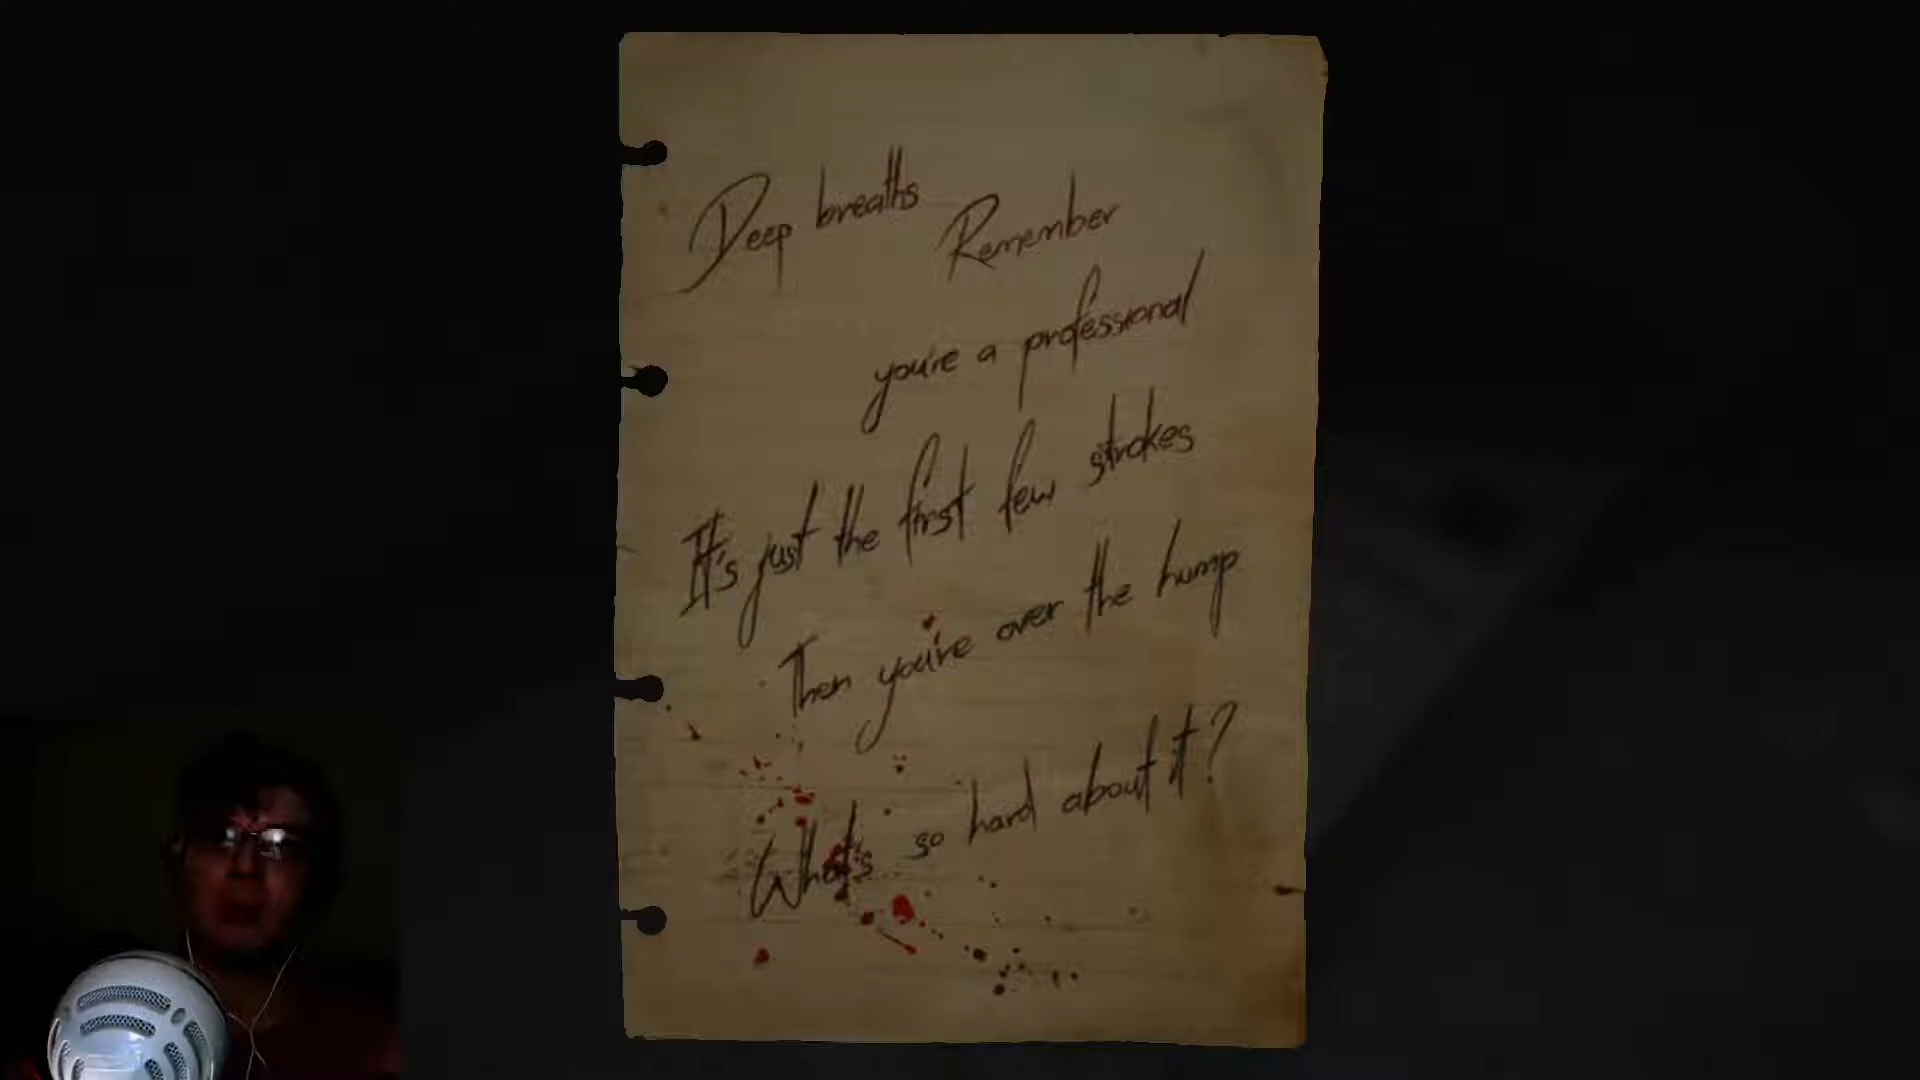 Deep breaths Remember
you're a professional
It's just the first few strokes
Then you're over the hump
What's so hard about it?